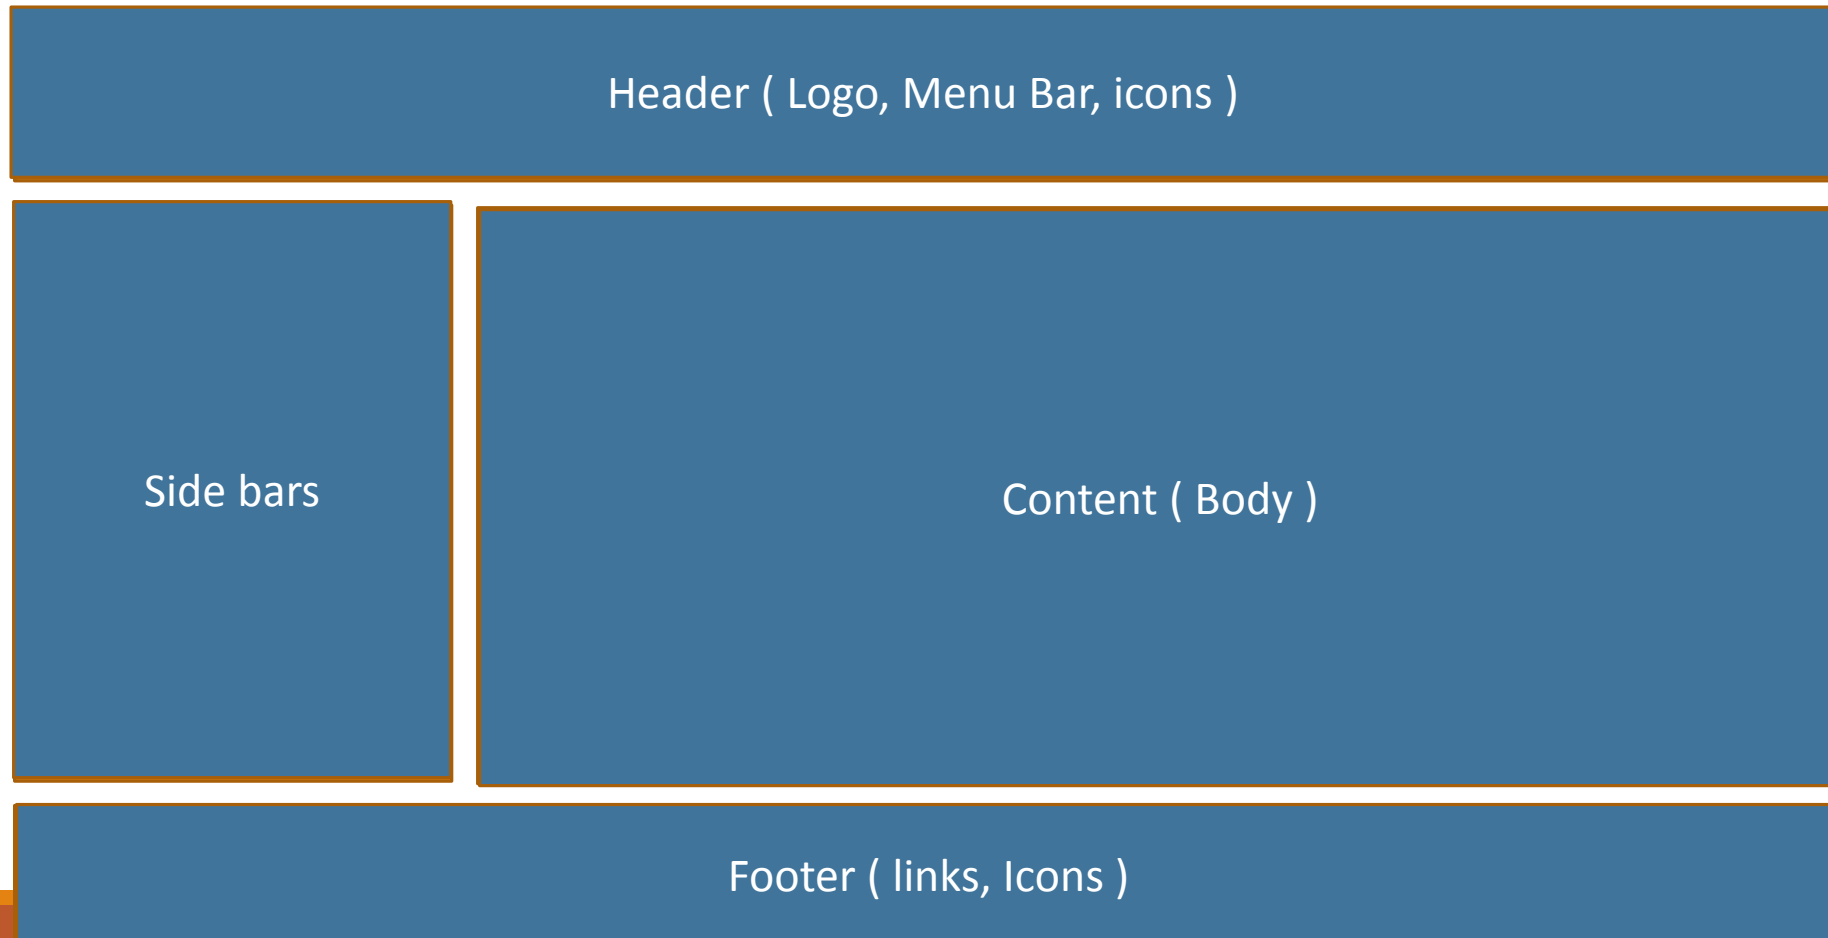 Header ( Logo, Menu Bar, icons )
Side bars
Content ( Body )
Footer ( links, Icons )